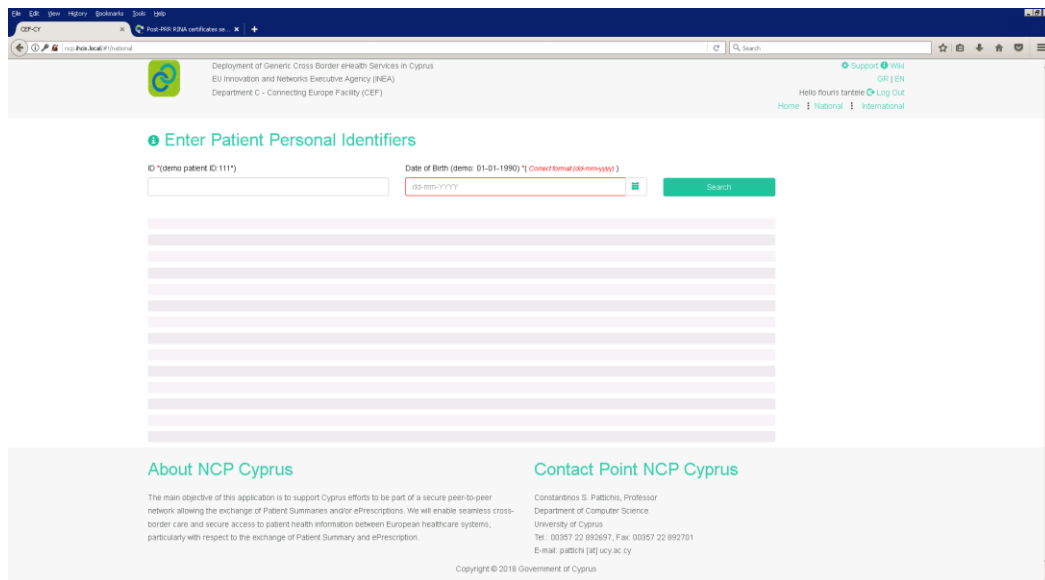 File Edit View History Bookmarks Tools Help
CEF-CY
Post-PRR RINA certificates se...
ncp.ihcis.local/#!/national
Search
Deployment of Generic Cross Border eHealth Services in Cyprus
EU Innovation and Networks Executive Agency (INEA)
Department C - Connecting Europe Facility (CEF)
Support Wiki
GR | EN
Hello flouris tantele Log Out
Home National International
Enter Patient Personal Identifiers
ID *(demo patient ID:111*)
Date of Birth (demo: 01-01-1990) *( Correct format (dd-mm-yyyy) )
dd-mm-YYYY
Search
About NCP Cyprus
The main objective of this application is to support Cyprus efforts to be part of a secure peer-to-peer
network allowing the exchange of Patient Summaries and/or ePrescriptions. We will enable seamless cross-
border care and secure access to patient health information between European healthcare systems,
particularly with respect to the exchange of Patient Summary and ePrescription.
Contact Point NCP Cyprus
Constantinos S. Pattichis, Professor
Department of Computer Science
University of Cyprus
Tel.: 00357 22 892697, Fax: 00357 22 892701
E-mail: pattichi [at] ucy.ac.cy
Copyright © 2018 Government of Cyprus